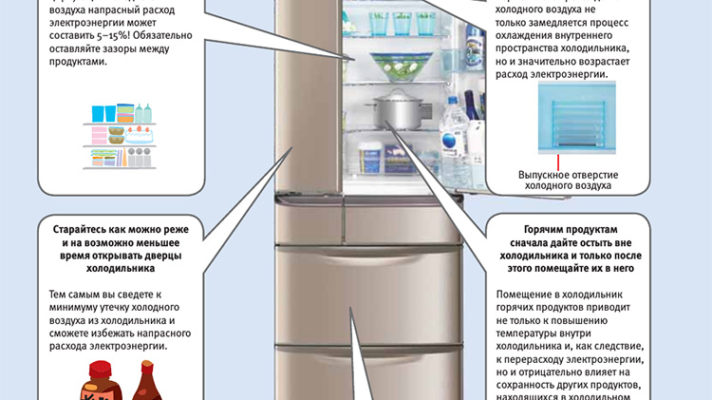 воздуха напрасный расход
электроэнергии может
составить 5–15%! Обязательно
оставляйте зазоры между
продуктами.
холодного воздуха не
только замедляется процесс
охлаждения внутреннего
пространства холодильника,
но и значительно возрастает
расход электроэнергии.
Выпускное отверстие
холодного воздуха
Старайтесь как можно реже
и на возможно меньшее
время открывать дверцы
холодильника
Тем самым вы сведете к
минимуму утечку холодного
воздуха из холодильника и
сможете избежать напрасного
расхода электроэнергии.
Горячим продуктам
сначала дайте остыть вне
холодильника и только после
этого помещайте их в него
Помещение в холодильник
горячих продуктов приводит
не только к повышению
температуры внутри
холодильника и, как следствие,
к перерасходу электроэнергии,
но и отрицательно влияет на
сохранность других продуктов,
находящихся в холодильном